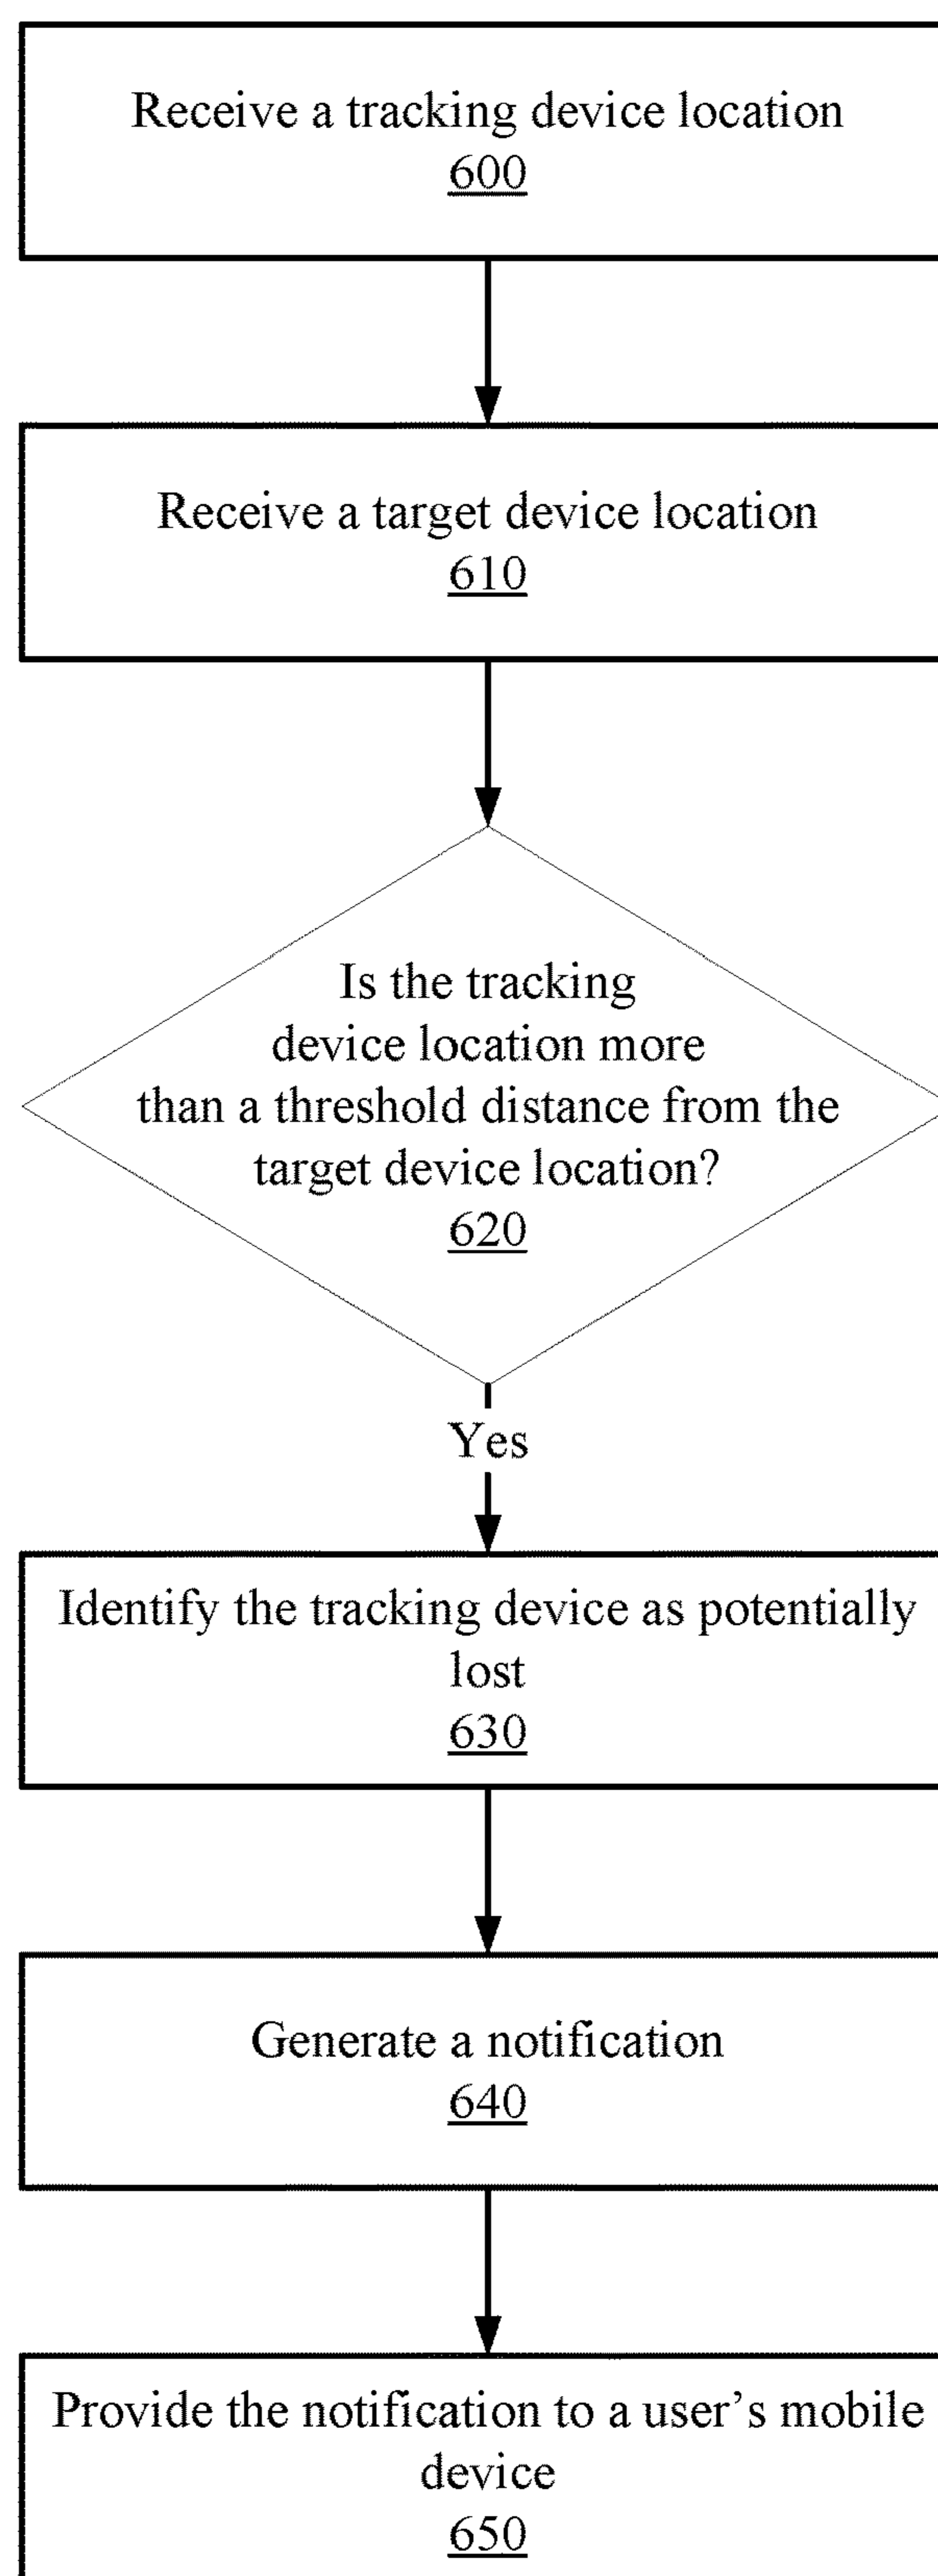 Receive a tracking device location
600
Receive a target device location
610
Is the tracking
device location more
than a threshold distance from the
target device location?
620
Yes
Identify the tracking device as potentially
lost
630
Generate a notification
640
Provide the notification to a user’s mobile
device
650